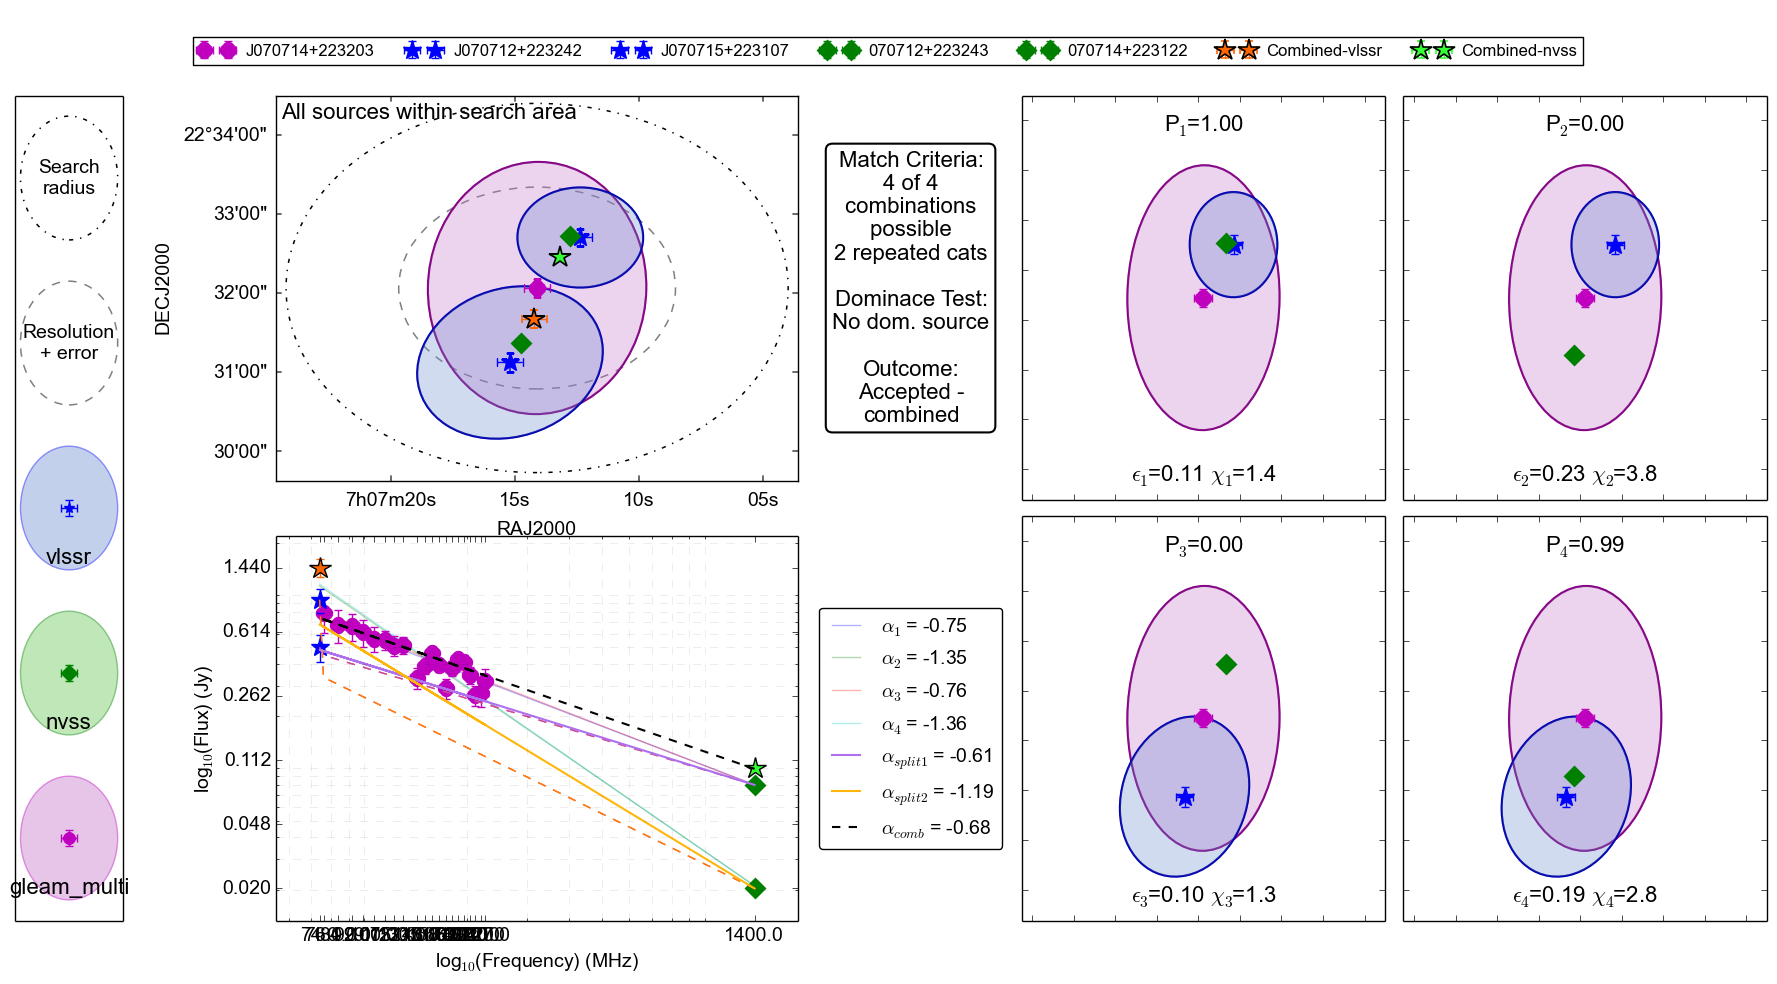 J070714+223203 J070712+223242 J070715+223107 070712+223243 070714+223122 Combined-vlssr Combined-nvss
Search
radius
Resolution
+ error
vlssr
nvss
gleam_multi
All sources within search area
DECJ2000
22°34'00"
33'00"
32'00"
31'00"
30'00"
7h07m20s 15s 10s 05s
RAJ2000
Match Criteria:
4 of 4
combinations
possible
2 repeated cats
Dominace Test:
No dom. source
Outcome:
Accepted -
combined
P1=1.00
ϵ1=0.11 χ1=1.4
P2=0.00
ϵ2=0.23 χ2=3.8
P3=0.00
ϵ3=0.10 χ3=1.3
P4=0.99
ϵ4=0.19 χ4=2.8
log10(Flux) (Jy)
1.440
0.614
0.262
0.112
0.048
0.020
1400.0
log10(Frequency) (MHz)
α1 = -0.75
α2 = -1.35
α3 = -0.76
α4 = -1.36
αsplit1 = -0.61
αsplit2 = -1.19
αcomb = -0.68